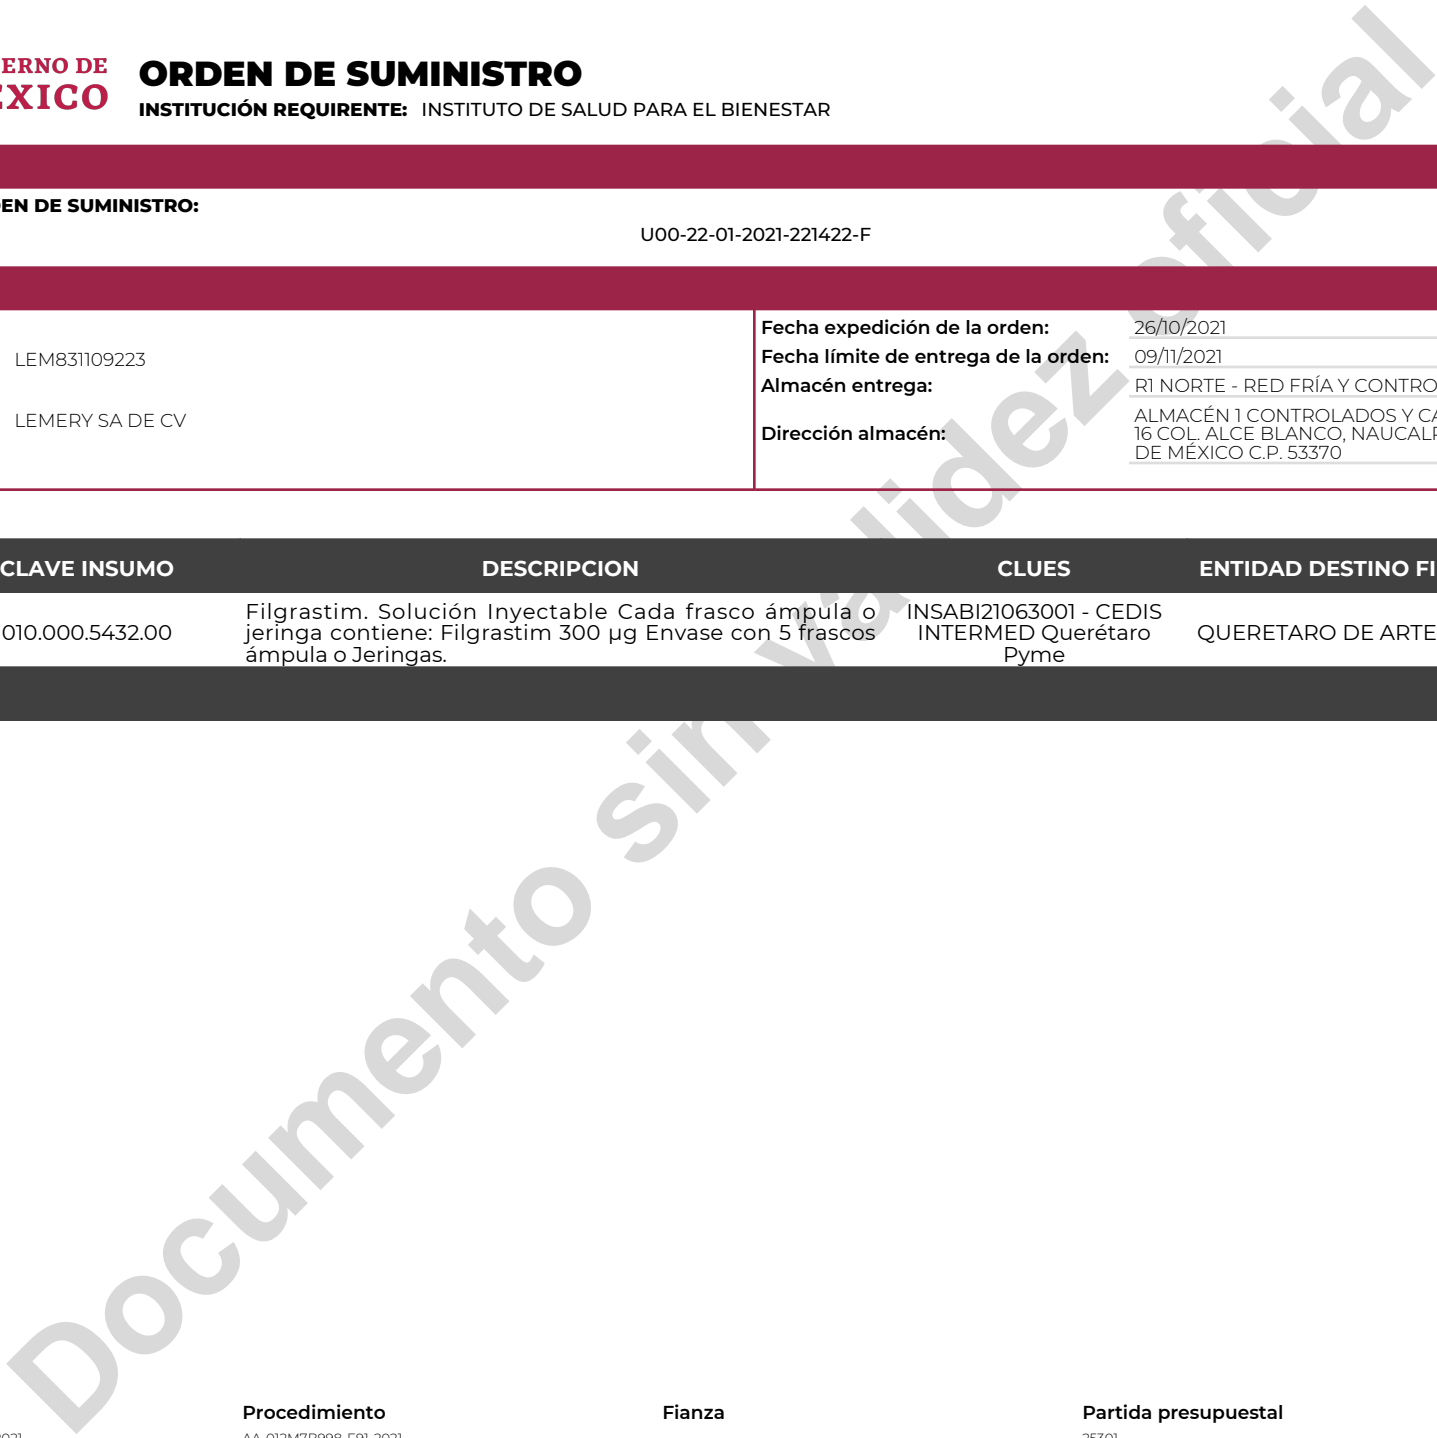 ERNO DE
ORDEN DE SUMINISTRO
INSTITUCIÓN REQUIRENTE: INSTITUTO DE SALUD PARA EL BIENESTAR
EN DE SUMINISTRO:
U00-22-01-2021-221422-F
LEM831109223
LEMERY SA DE CV
Fecha expedición de la orden: 26/10/2021
Fecha límite de entrega de la orden: 09/11/2021
Almacén entrega: R1 NORTE - RED FRÍA Y CONTRO
Dirección almacén: ALMACÉN 1 CONTROLADOS Y CA
16 COL. ALCE BLANCO, NAUCALP
DE MÉXICO C.P. 53370
CLAVE INSUMO DESCRIPCION CLUES ENTIDAD DESTINO FI
010.000.5432.00
Filgrastim. Solución Inyectable Cada frasco ámpula o
jeringa contiene: Filgrastim 300 µg Envase con 5 frascos
ámpula o Jeringas.
INSABI21063001 - CEDIS
INTERMED Querétaro
Pyme
QUERETARO DE ARTE
Documento sin validez oficial
Procedimiento Fianza Partida presupuestal